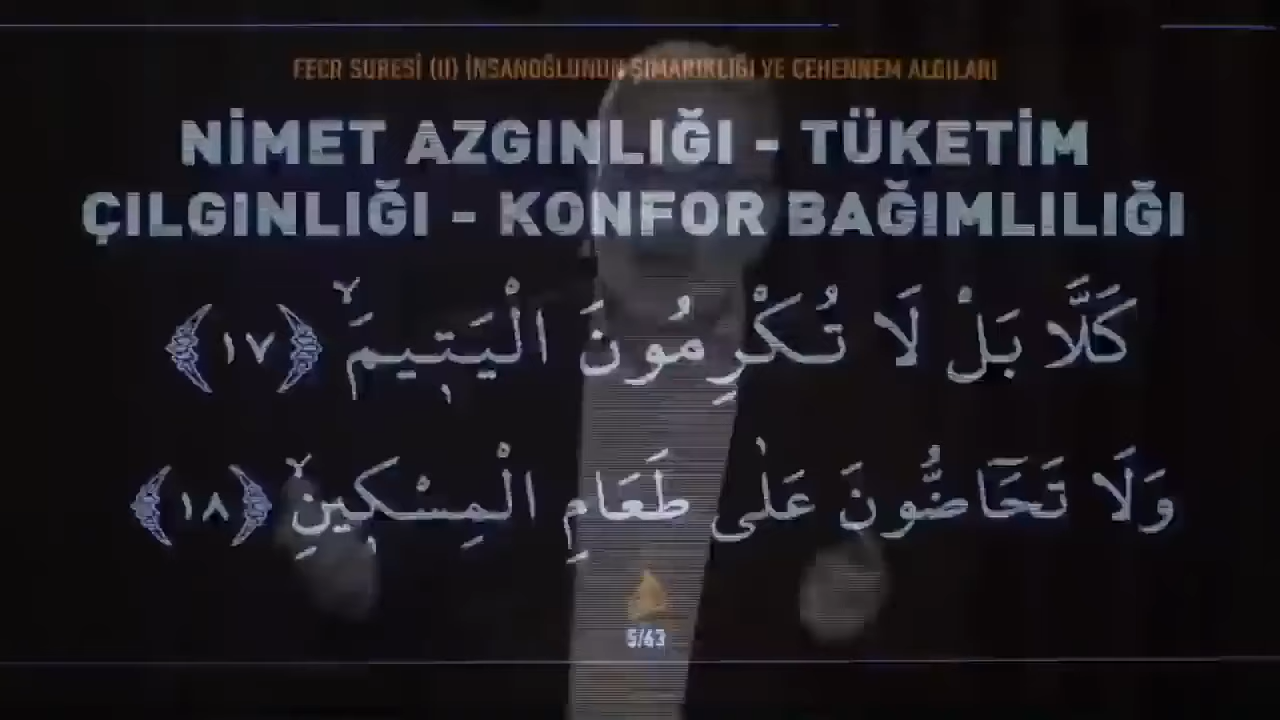 FECR SURESİ (II) İNSANOĞLUNUN ŞIMARIKLIĞI VE CEHENNEM ALGILARI
NİMET AZGINLIĞI - TÜKETİM
ÇILGINLIĞI - KONFOR BAĞIMLILIĞI
كَلَّا بَلْ لَا تُكْرِمُونَ الْيَت۪يمَۙ ﴿١٧﴾
وَلَا تَحَٓاضُّونَ عَلٰى طَعَامِ الْمِسْك۪ينِۙ ﴿١٨﴾
5/63